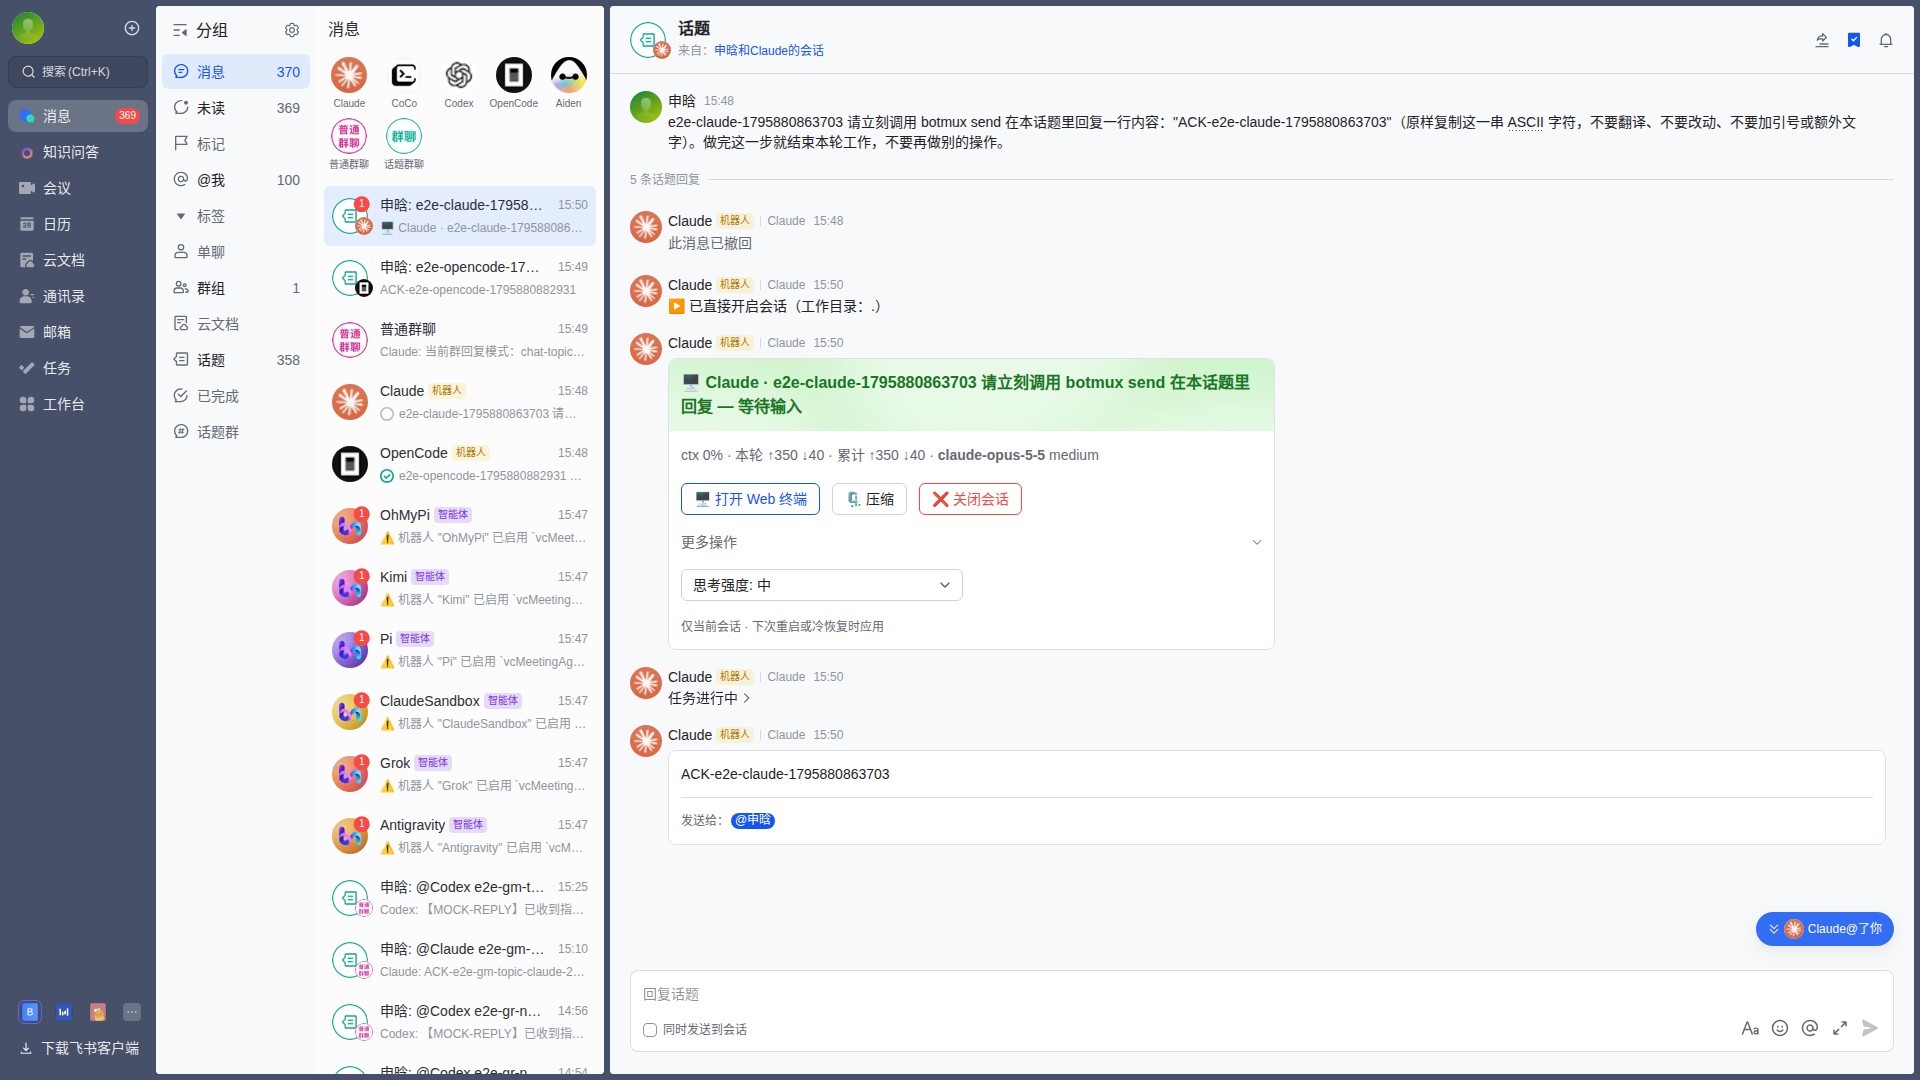 搜索 (Ctrl+K)
消息
369
知识问答
会议
日历
云文档
通讯录
邮箱
任务
工作台
下载飞书客户端
分组
消息
370
未读
369
标记
@我
100
标签
单聊
群组
1
云文档
话题
358
已完成
话题群
消息
Claude
CoCo
Codex
OpenCode
Aiden
普通
群聊
群聊
普通群聊
话题群聊
1
申晗: e2e-claude-17958…
15:50
Claude · e2e-claude-179588086…
申晗: e2e-opencode-17…
15:49
ACK-e2e-opencode-1795880882931
普通
群聊
普通群聊
15:49
Claude: 当前群回复模式：chat-topic…
Claude 机器人
15:48
e2e-claude-1795880863703 请…
OpenCode 机器人
15:48
e2e-opencode-1795880882931 …
1
OhMyPi 智能体
15:47
机器人 "OhMyPi" 已启用 `vcMeet…
1
Kimi 智能体
15:47
机器人 "Kimi" 已启用 `vcMeeting…
1
Pi 智能体
15:47
机器人 "Pi" 已启用 `vcMeetingAg…
1
ClaudeSandbox 智能体
15:47
机器人 "ClaudeSandbox" 已启用 …
1
Grok 智能体
15:47
机器人 "Grok" 已启用 `vcMeeting…
1
Antigravity 智能体
15:47
机器人 "Antigravity" 已启用 `vcM…
申晗: @Codex e2e-gm-t…
15:25
Codex: 【MOCK-REPLY】已收到指…
申晗: @Claude e2e-gm-…
15:10
Claude: ACK-e2e-gm-topic-claude-2…
申晗: @Codex e2e-gr-n…
14:56
Codex: 【MOCK-REPLY】已收到指…
申晗: @Codex e2e-gr-n…
14:54
话题
来自：申晗和Claude的会话
申晗 15:48
e2e-claude-1795880863703 请立刻调用 botmux send 在本话题里回复一行内容："ACK-e2e-claude-1795880863703"（原样复制这一串 ASCII 字符，不要翻译、不要改动、不要加引号或额外文
字）。做完这一步就结束本轮工作，不要再做别的操作。
5 条话题回复
Claude 机器人 Claude 15:48
此消息已撤回
Claude 机器人 Claude 15:50
已直接开启会话（工作目录：.）
Claude 机器人 Claude 15:50
Claude · e2e-claude-1795880863703 请立刻调用 botmux send 在本话题里
回复 — 等待输入
ctx 0% · 本轮 ↑350 ↓40 · 累计 ↑350 ↓40 · claude-opus-5-5 medium
打开 Web 终端
压缩
关闭会话
更多操作
思考强度: 中
仅当前会话 · 下次重启或冷恢复时应用
Claude 机器人 Claude 15:50
任务进行中
Claude 机器人 Claude 15:50
ACK-e2e-claude-1795880863703
发送给：@申晗
Claude@了你
回复话题
同时发送到会话